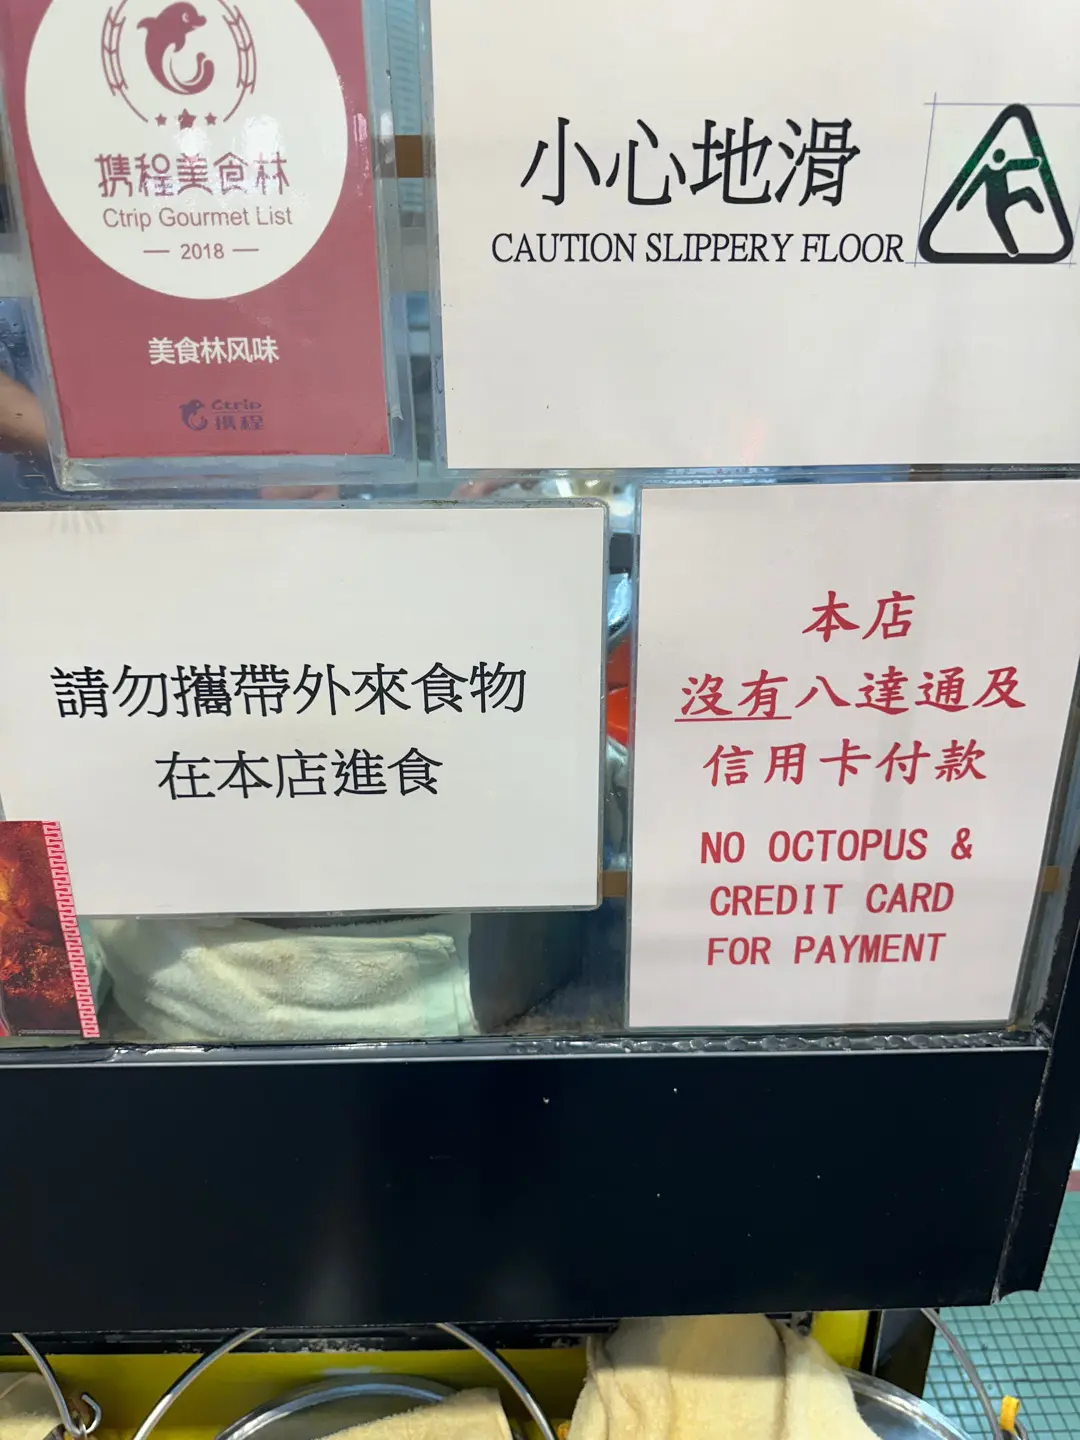 携程美食林
Ctrip Gourmet List
2018
美食林风味
Ctrip
携程
小心地滑
CAUTION SLIPPERY FLOOR
請勿攜帶外來食物
在本店進食
本店
沒有八達通及
信用卡付款
NO OCTOPUS &
CREDIT CARD
FOR PAYMENT